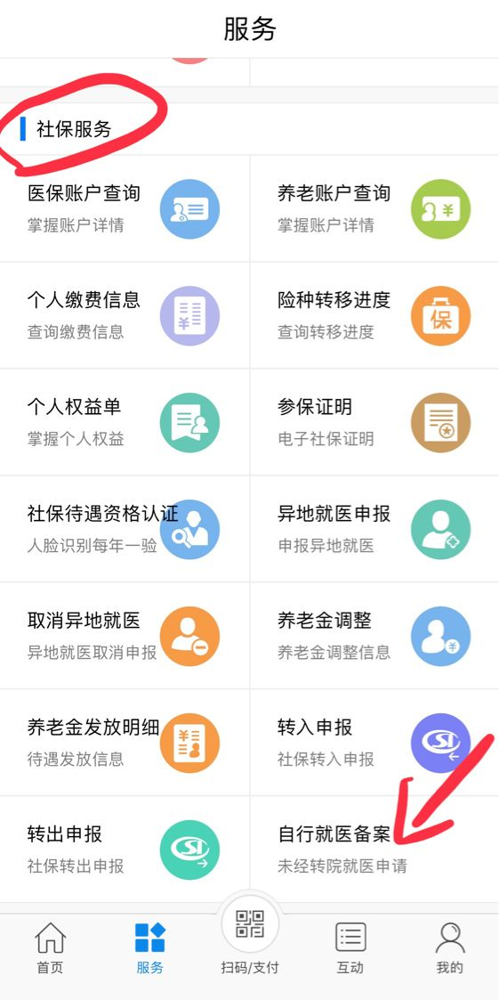 服务
社保服务
医保账户查询
掌握账户详情
养老账户查询
掌握账户详情
¥
个人缴费信息
查询缴费信息
¥
险种转移进度
查询转移进度
保
个人权益单
掌握个人权益
参保证明
电子社保证明
社保待遇资格认证
人脸识别每年一验
异地就医申报
申报异地就医
取消异地就医
异地就医取消申报
养老金调整
养老金调整信息
¥
养老金发放明细
待遇发放信息
¥
转入申报
社保转入申报
SI
转出申报
社保转出申报
SI
自行就医备案
未经转院就医申请
首页
服务
扫码/支付
互动
我的